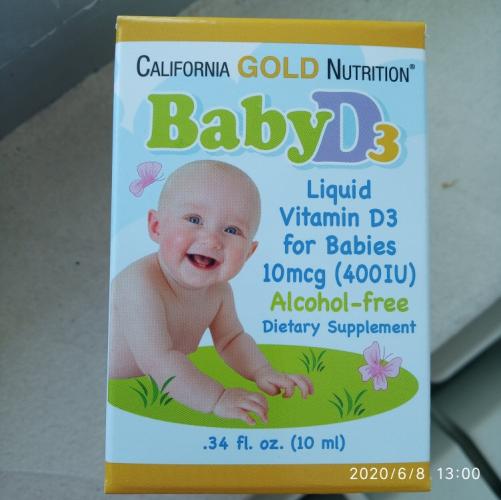 CALIFORNIA GOLD NUTRITION®
BabyD3
Liquid
Vitamin D3
for Babies
10mcg (400IU)
Alcohol-free
Dietary Supplement
.34 fl. oz. (10 ml)
2020/6/8 13:00